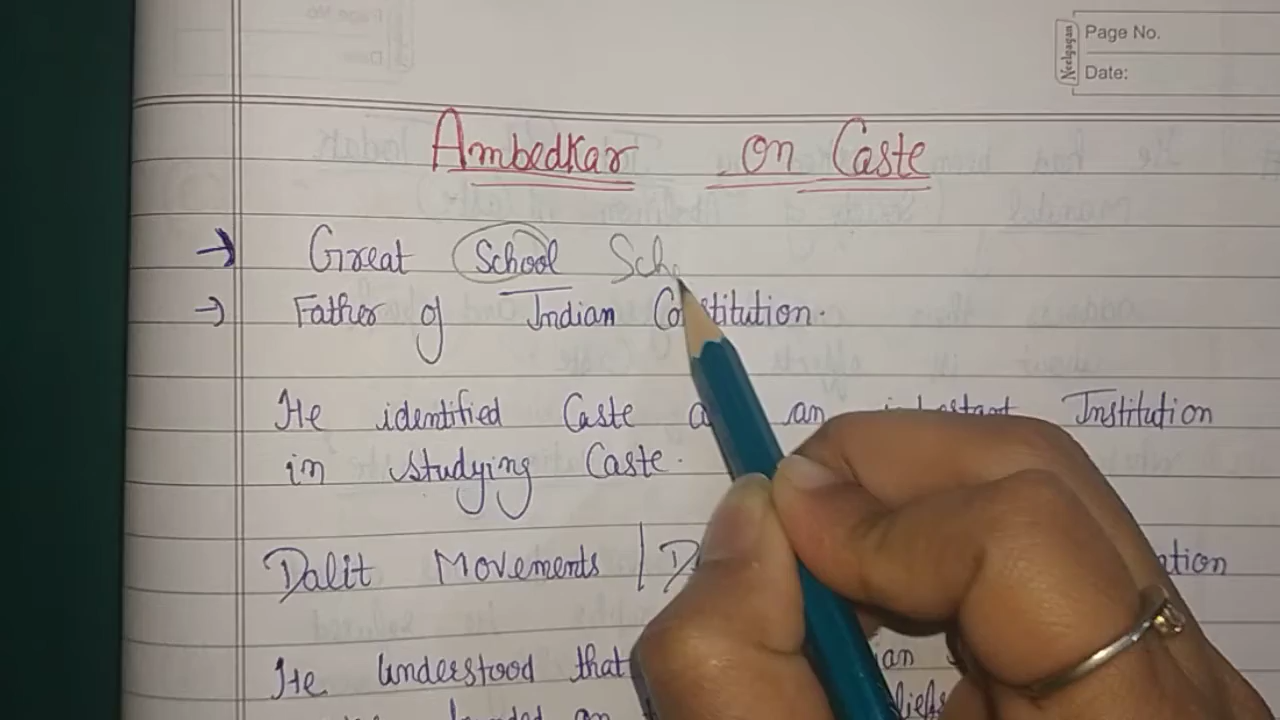 Neelgagan
Page No.
Date:
Ambedkar on Caste
→ Great School Sch
→ Father of Indian Constitution.
He identified Caste an Institution
in studying Caste.
Dalit Movements |
He understood that